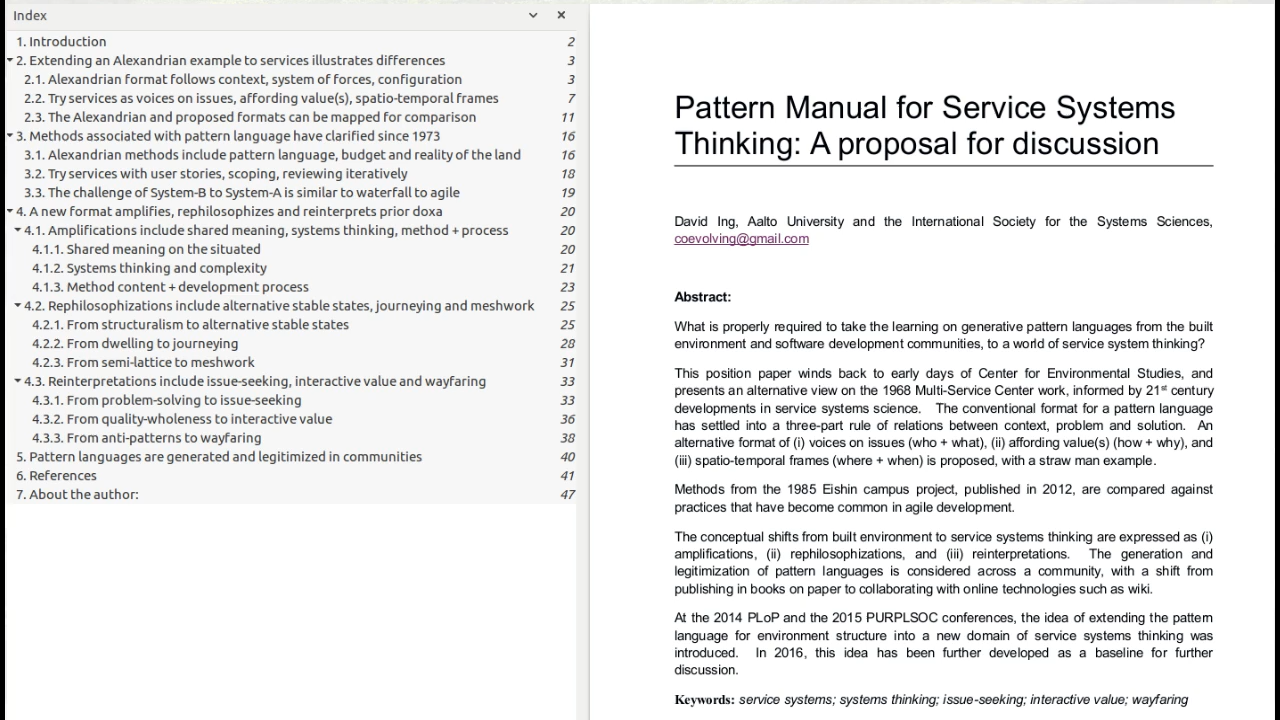 Index
1. Introduction 2
2. Extending an Alexandrian example to services illustrates differences 3
2.1. Alexandrian format follows context, system of forces, configuration 3
2.2. Try services as voices on issues, affording value(s), spatio-temporal frames 7
2.3. The Alexandrian and proposed formats can be mapped for comparison 11
3. Methods associated with pattern language have clarified since 1973 16
3.1. Alexandrian methods include pattern language, budget and reality of the land 16
3.2. Try services with user stories, scoping, reviewing iteratively 18
3.3. The challenge of System-B to System-A is similar to waterfall to agile 19
4. A new format amplifies, rephilosophizes and reinterprets prior doxa 20
4.1. Amplifications include shared meaning, systems thinking, method + process 20
4.1.1. Shared meaning on the situated 20
4.1.2. Systems thinking and complexity 21
4.1.3. Method content + development process 23
4.2. Rephilosophizations include alternative stable states, journeying and meshwork 25
4.2.1. From structuralism to alternative stable states 25
4.2.2. From dwelling to journeying 28
4.2.3. From semi-lattice to meshwork 31
4.3. Reinterpretations include issue-seeking, interactive value and wayfaring 33
4.3.1. From problem-solving to issue-seeking 33
4.3.2. From quality-wholeness to interactive value 36
4.3.3. From anti-patterns to wayfaring 38
5. Pattern languages are generated and legitimized in communities 40
6. References 41
7. About the author: 47
Pattern Manual for Service Systems
Thinking: A proposal for discussion
David Ing, Aalto University and the International Society for the Systems Sciences,
coevolving@gmail.com
Abstract:
What is properly required to take the learning on generative pattern languages from the built
environment and software development communities, to a world of service system thinking?
This position paper winds back to early days of Center for Environmental Studies, and
presents an alternative view on the 1968 Multi-Service Center work, informed by 21st century
developments in service systems science. The conventional format for a pattern language
has settled into a three-part rule of relations between context, problem and solution. An
alternative format of (i) voices on issues (who + what), (ii) affording value(s) (how + why), and
(iii) spatio-temporal frames (where + when) is proposed, with a straw man example.
Methods from the 1985 Eishin campus project, published in 2012, are compared against
practices that have become common in agile development.
The conceptual shifts from built environment to service systems thinking are expressed as (i)
amplifications, (ii) rephilosophizations, and (iii) reinterpretations. The generation and
legitimization of pattern languages is considered across a community, with a shift from
publishing in books on paper to collaborating with online technologies such as wiki.
At the 2014 PLoP and the 2015 PURPLSOC conferences, the idea of extending the pattern
language for environment structure into a new domain of service systems thinking was
introduced. In 2016, this idea has been further developed as a baseline for further
discussion.
Keywords: service systems; systems thinking; issue-seeking; interactive value; wayfaring